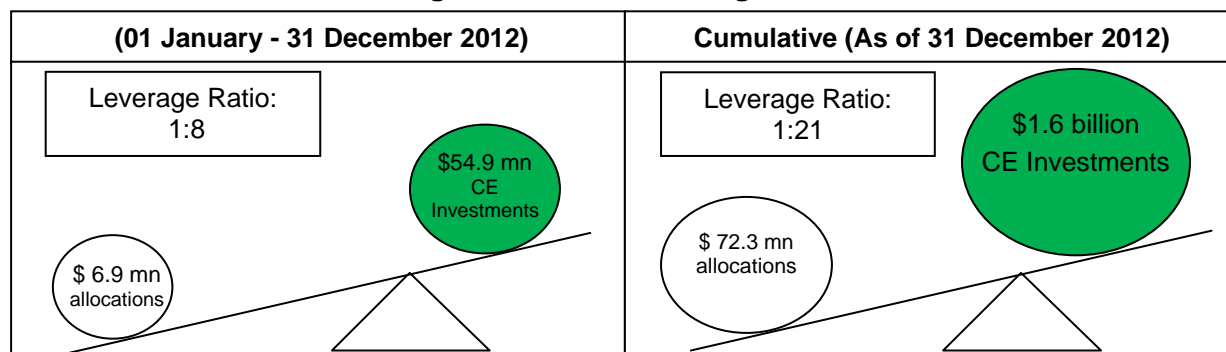 (01 January - 31 December 2012)
Cumulative (As of 31 December 2012)
Leverage Ratio:
1:8
$54.9 mn
CE
Investments
$ 6.9 mn
allocations
Leverage Ratio:
1:21
$1.6 billion
CE Investments
$ 72.3 mn
allocations